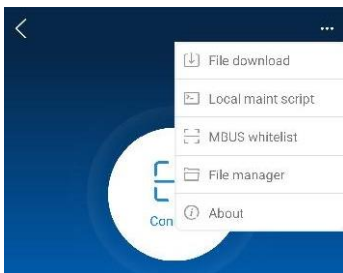 File download
Local maint script
MBUS whitelist
File manager
About
Con